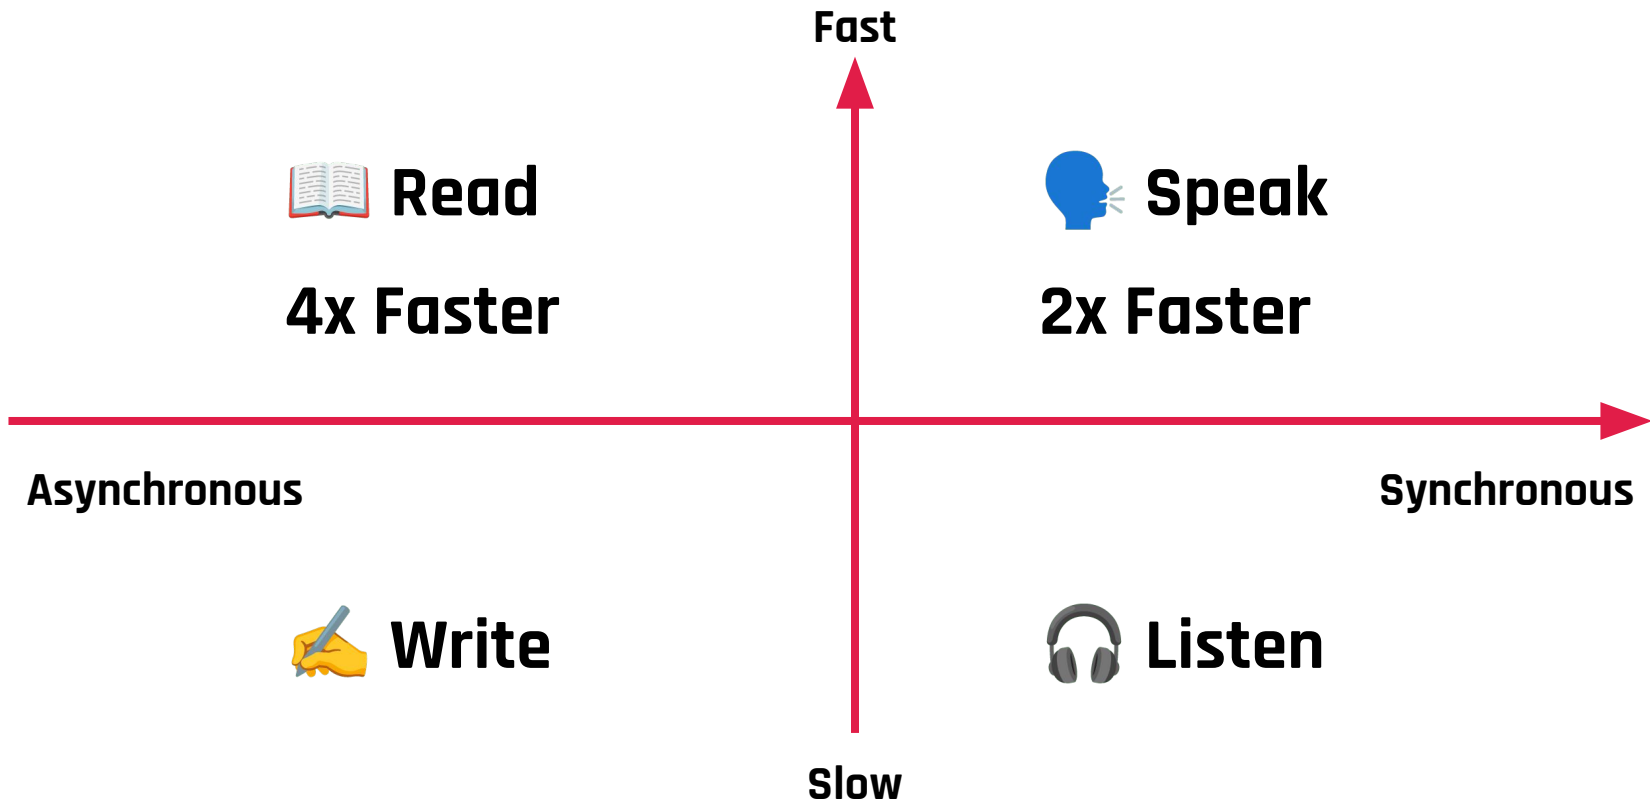 Fast
Read
Speak
4x Faster
2x Faster
Asynchronous
Synchronous
Write
Listen
Slow